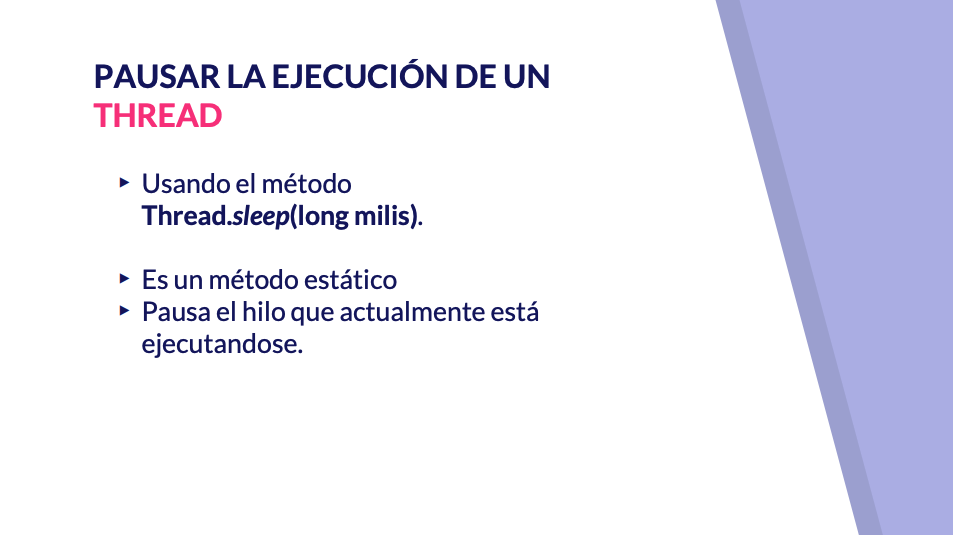 PAUSAR LA EJECUCIÓN DE UN
THREAD
‣ Usando el método
Thread.sleep(long milis).
‣ Es un método estático
‣ Pausa el hilo que actualmente está
ejecutandose.